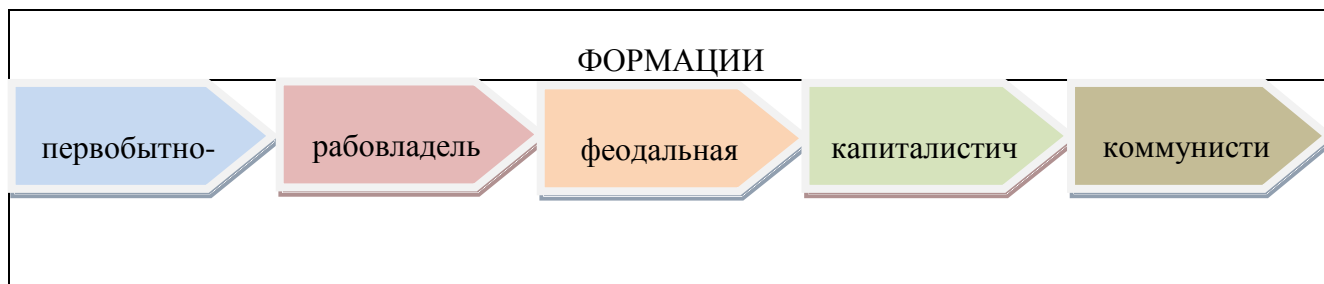 ФОРМАЦИИ
первобытно-
рабовладель
феодальная
капиталистич
коммунисти